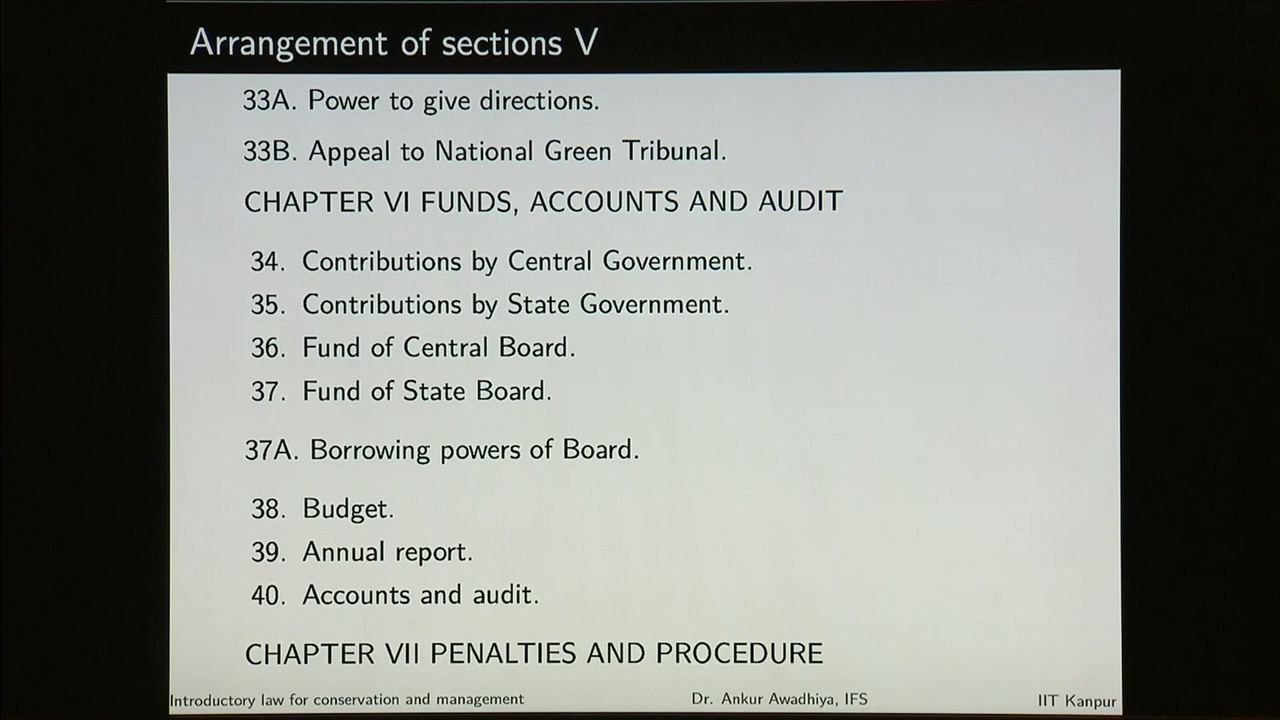 Arrangement of sections V
33A. Power to give directions.
33B. Appeal to National Green Tribunal.
CHAPTER VI FUNDS, ACCOUNTS AND AUDIT
34. Contributions by Central Government.
35. Contributions by State Government.
36. Fund of Central Board.
37. Fund of State Board.
37A. Borrowing powers of Board.
38. Budget.
39. Annual report.
40. Accounts and audit.
CHAPTER VII PENALTIES AND PROCEDURE
Introductory law for conservation and management Dr. Ankur Awadhiya, IFS IIT Kanpur